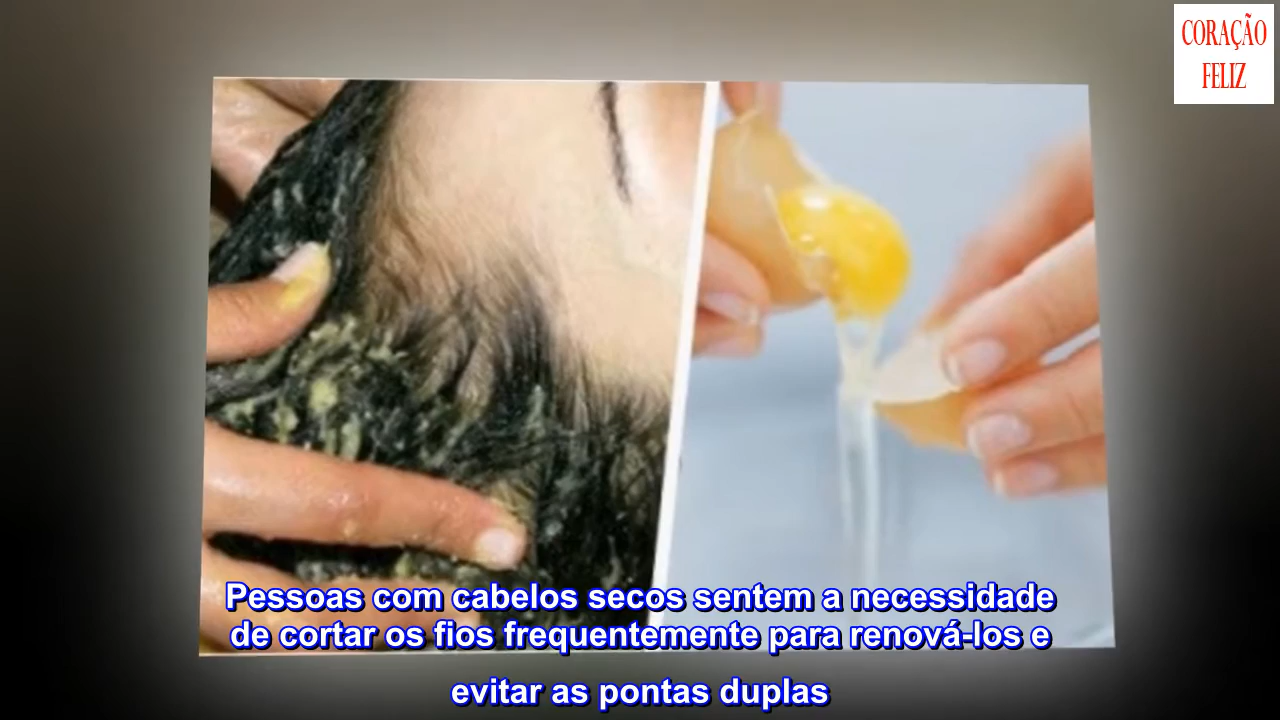 CORAÇÃO
FELIZ
Pessoas com cabelos secos sentem a necessidade
de cortar os fios frequentemente para renová-los e
evitar as pontas duplas